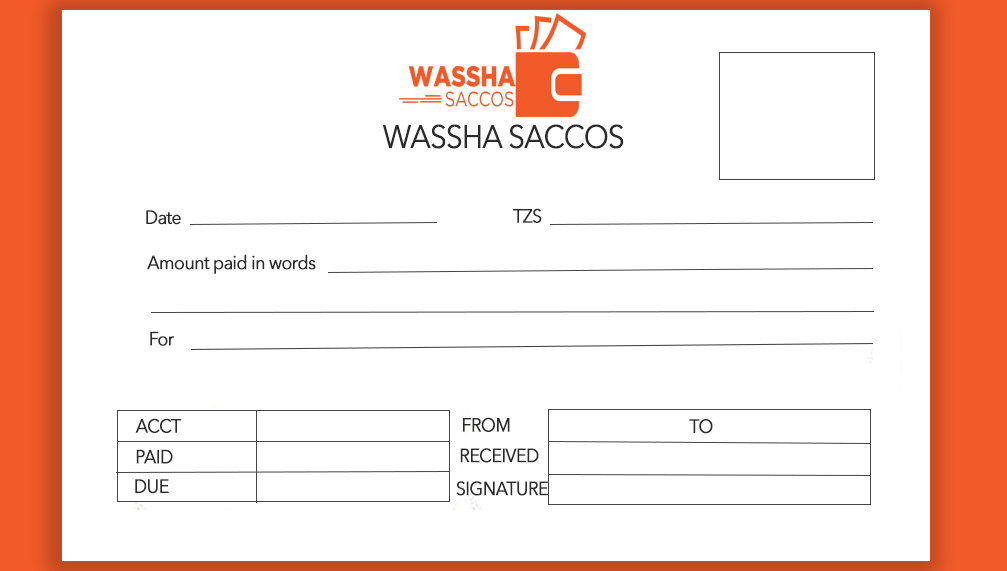 WASSHA
SACCOS
WASSHA SACCOS
Date TZS
Amount paid in words
For
ACCT FROM TO
PAID RECEIVED
DUE SIGNATURE